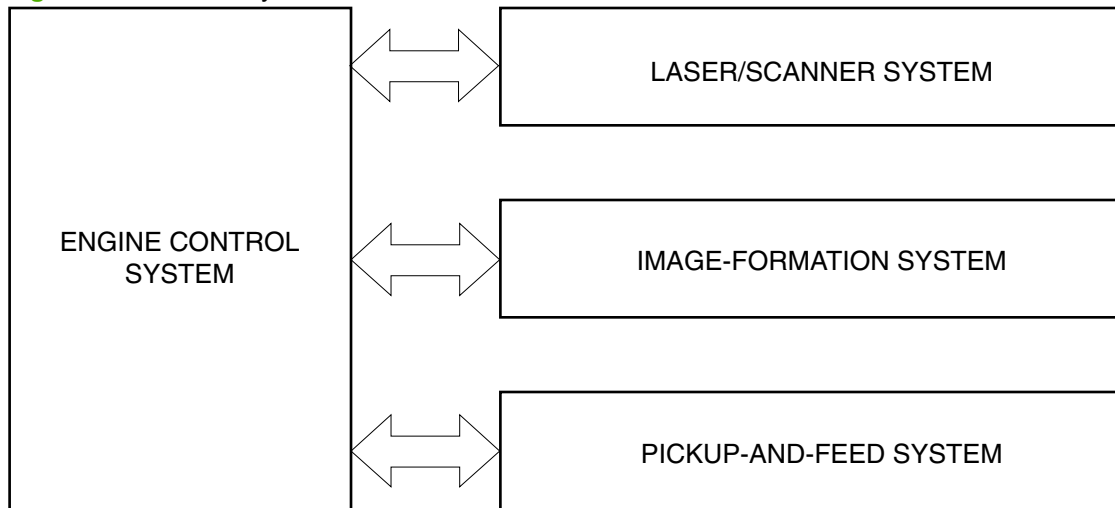 LASER/SCANNER SYSTEM
ENGINE CONTROL
SYSTEM
IMAGE-FORMATION SYSTEM
PICKUP-AND-FEED SYSTEM